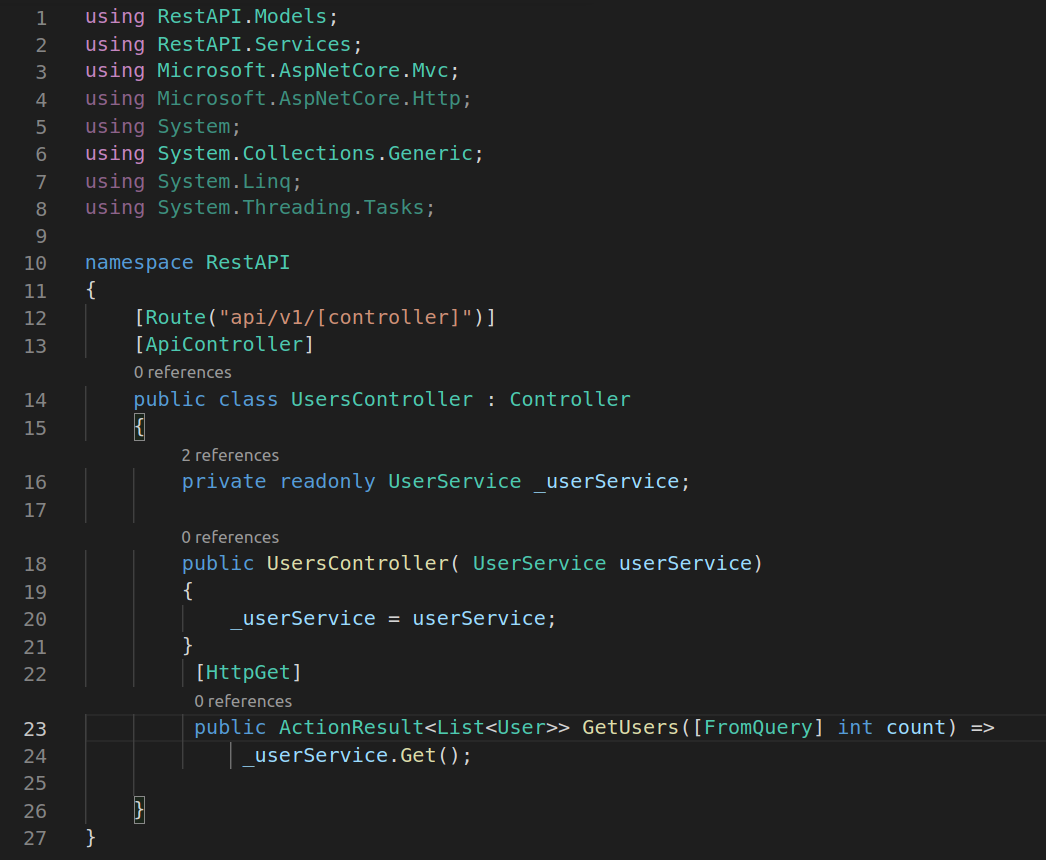 1 using RestAPI.Models;
2 using RestAPI.Services;
3 using Microsoft.AspNetCore.Mvc;
4 using Microsoft.AspNetCore.Http;
5 using System;
6 using System.Collections.Generic;
7 using System.Linq;
8 using System.Threading.Tasks;
9
10 namespace RestAPI
11 {
12 [Route("api/v1/[controller]")]
13 [ApiController]
0 references
14 public class UsersController : Controller
15 {
2 references
16 private readonly UserService _userService;
17
0 references
18 public UsersController( UserService userService)
19 {
20 _userService = userService;
21 }
22 [HttpGet]
0 references
23 public ActionResult<List<User>> GetUsers([FromQuery] int count) =>
24 _userService.Get();
25
26 }
27 }